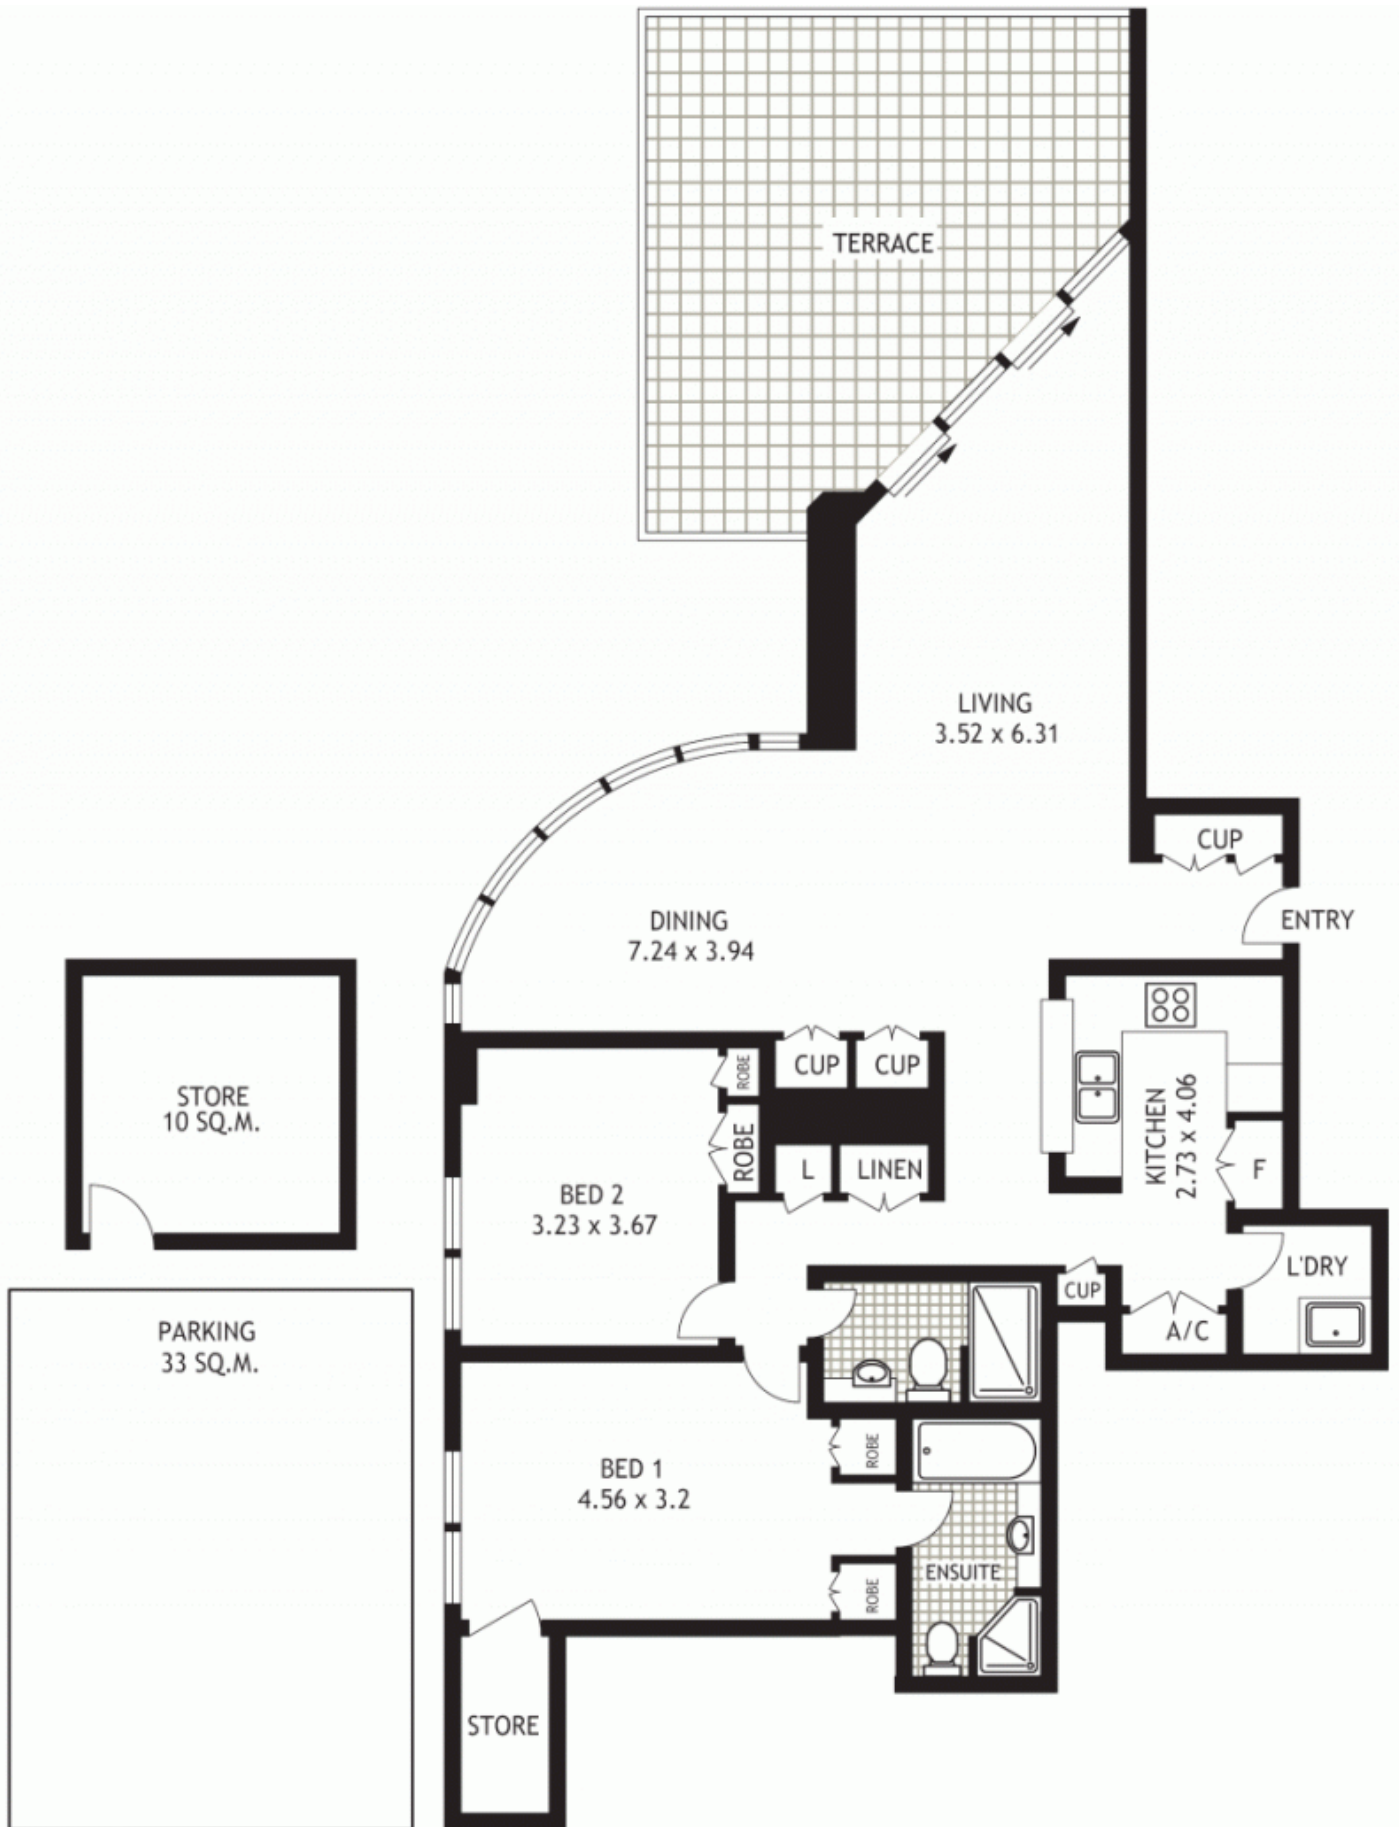 TERRACE
LIVING
3.52 x 6.31
CUP
ENTRY
DINING
7.24 x 3.94
STORE
10 SQ.M.
CUP
CUP
ROBE
ROBE
L
LINEN
KITCHEN
2.73 x 4.06
F
BED 2
3.23 x 3.67
L'DRY
CUP
A/C
PARKING
33 SQ.M.
ROBE
BED 1
4.56 x 3.2
ENSUITE
ROBE
STORE